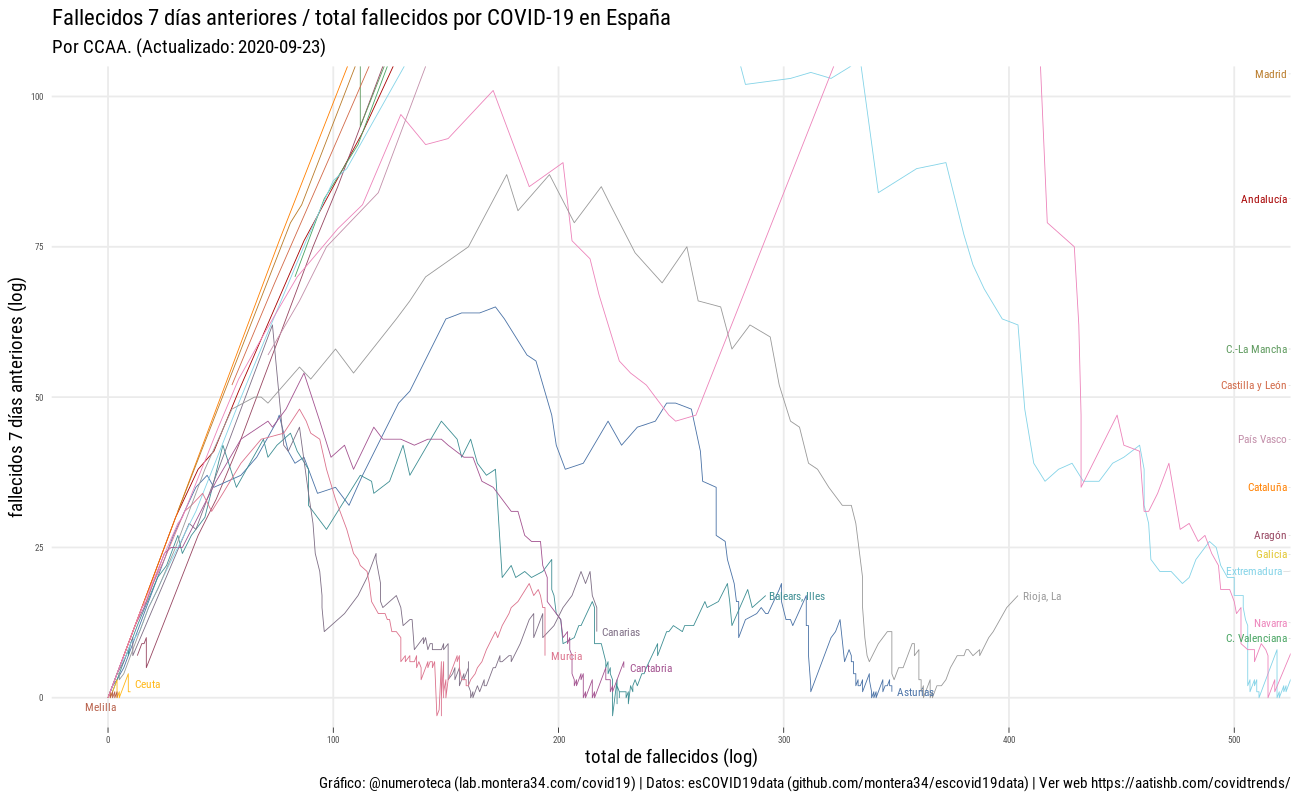 Fallecidos 7 días anteriores / total fallecidos por COVID-19 en España
Por CCAA. (Actualizado: 2020-09-23)
fallecidos 7 días anteriores (log)
100
75
50
25
0
Madrid
Andalucía
C.-La Mancha
Castilla y León
País Vasco
Cataluña
Aragón
Galicia
Extremadura
Balears, Illes
Rioja, La
Navarra
Canarias
C. Valenciana
Murcia
Cantabria
Ceuta
Asturias
Melilla
0
100
200
300
400
500
total de fallecidos (log)
Gráfico: @numeroteca (lab.montera34.com/covid19) | Datos: esCOVID19data (github.com/montera34/escovid19data) | Ver web https://aatishb.com/covidtrends/